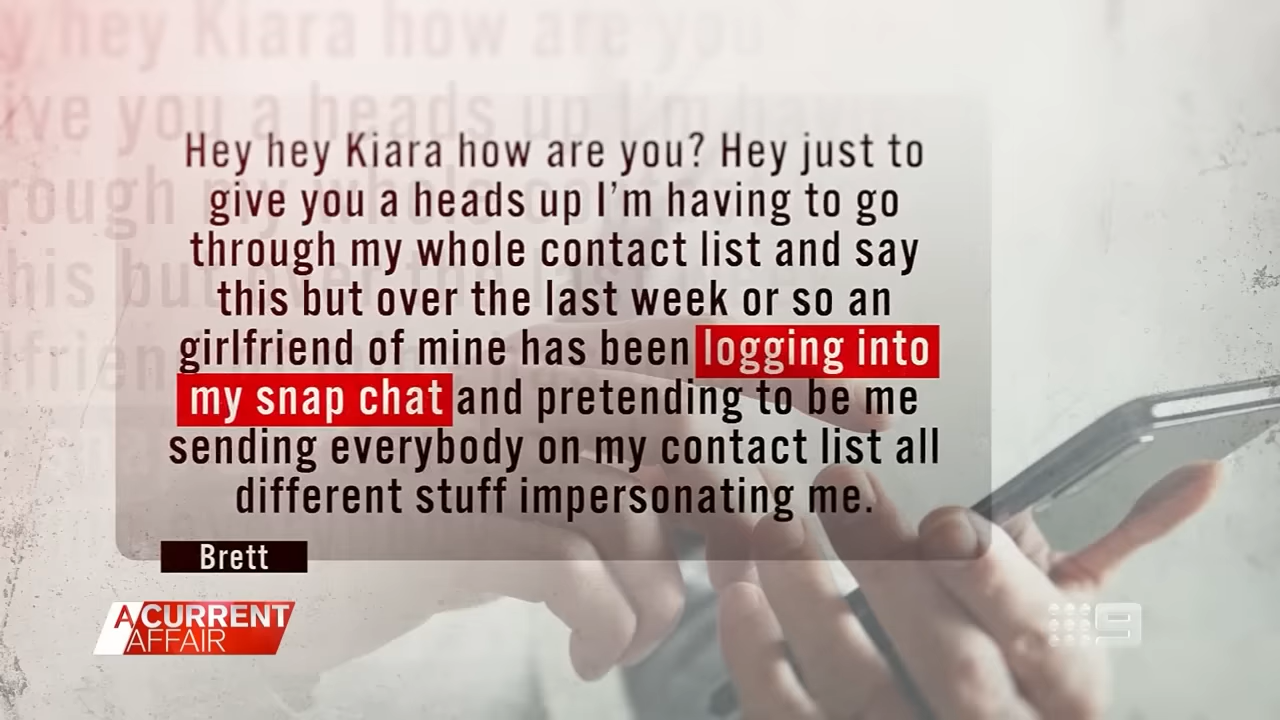 Hey hey Kiara how are you? Hey just to
give you a heads up I'm having to go
through my whole contact list and say
this but over the last week or so an
girlfriend of mine has been logging into
my snap chat and pretending to be me
sending everybody on my contact list all
different stuff impersonating me.
Brett
A CURRENT
AFFAIR
9